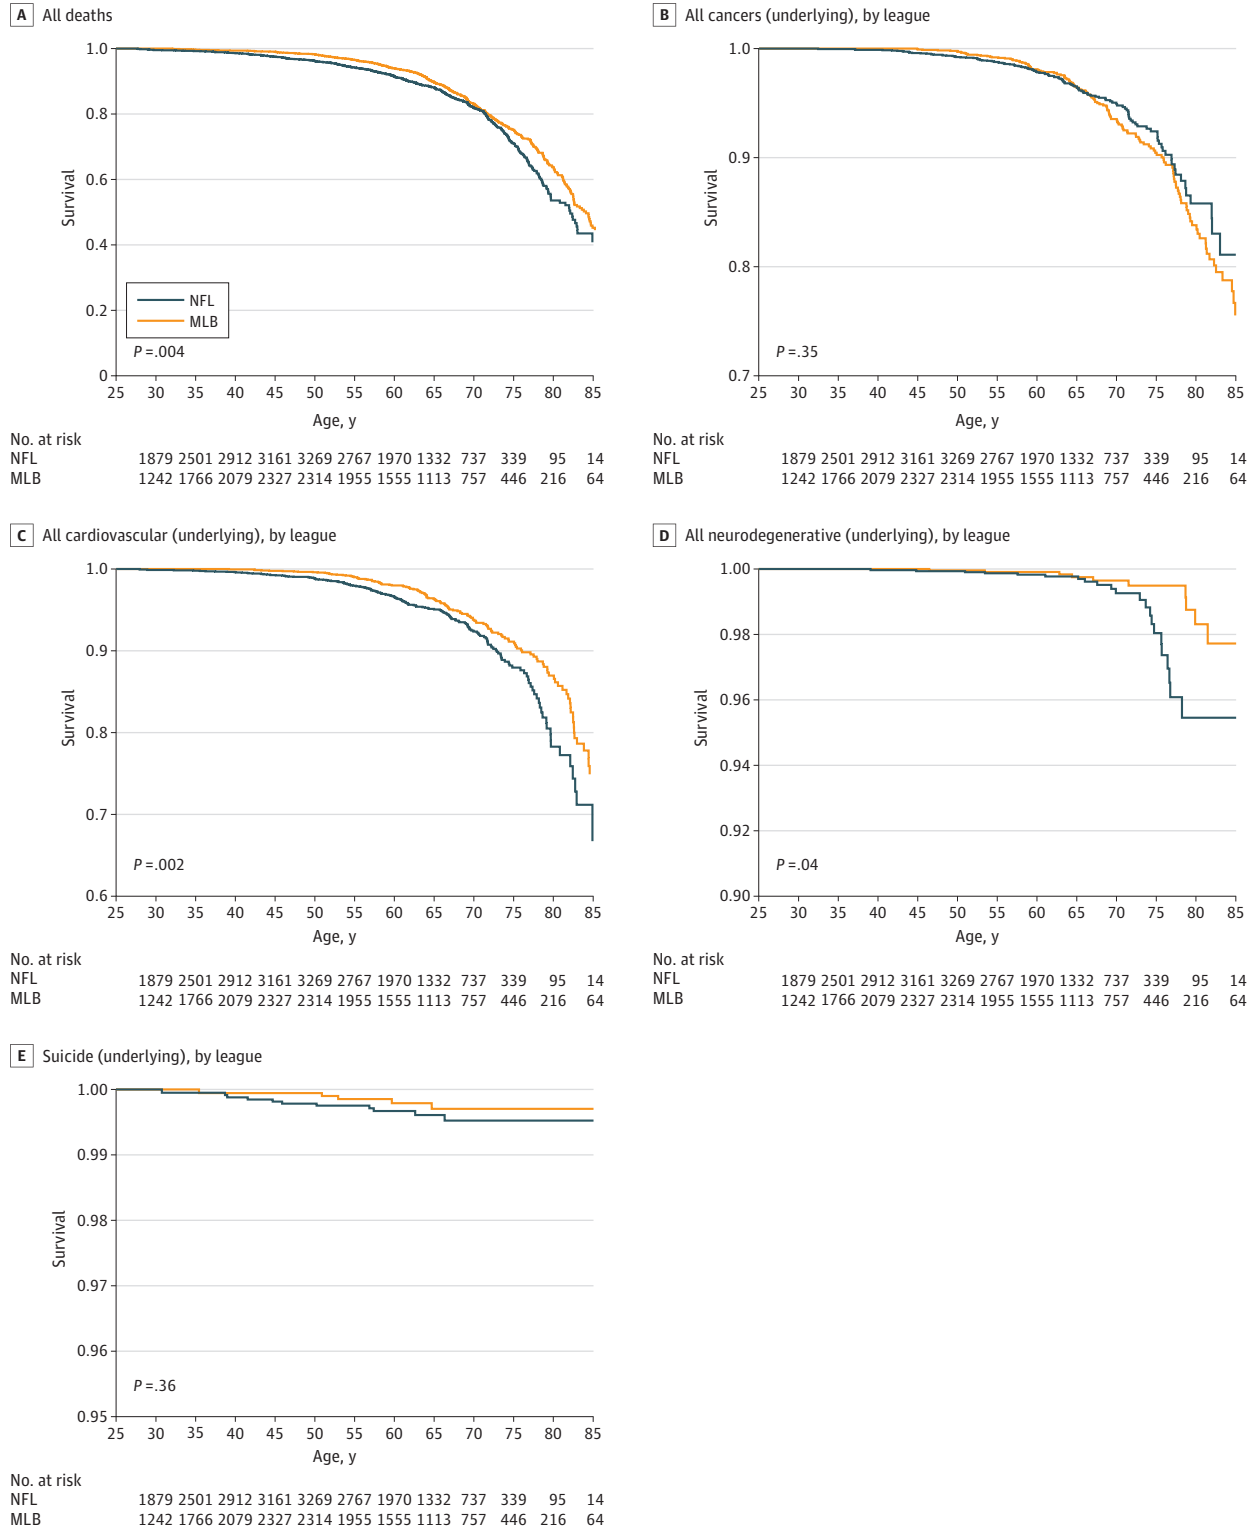 A All deaths
1.0
0.8
0.6
0.4
0.2
0
Survival
NFL
MLB
P =.004
25 30 35 40 45 50 55 60 65 70 75 80 85
Age, y
No. at risk
NFL 1879 2501 2912 3161 3269 2767 1970 1332 737 339 95 14
MLB 1242 1766 2079 2327 2314 1955 1555 1113 757 446 216 64
B All cancers (underlying), by league
1.0
0.9
0.8
0.7
Survival
P =.35
25 30 35 40 45 50 55 60 65 70 75 80 85
Age, y
No. at risk
NFL 1879 2501 2912 3161 3269 2767 1970 1332 737 339 95 14
MLB 1242 1766 2079 2327 2314 1955 1555 1113 757 446 216 64
C All cardiovascular (underlying), by league
1.0
0.9
0.8
0.7
0.6
Survival
P =.002
25 30 35 40 45 50 55 60 65 70 75 80 85
Age, y
No. at risk
NFL 1879 2501 2912 3161 3269 2767 1970 1332 737 339 95 14
MLB 1242 1766 2079 2327 2314 1955 1555 1113 757 446 216 64
D All neurodegenerative (underlying), by league
1.00
0.98
0.96
0.94
0.92
0.90
Survival
P =.04
25 30 35 40 45 50 55 60 65 70 75 80 85
Age, y
No. at risk
NFL 1879 2501 2912 3161 3269 2767 1970 1332 737 339 95 14
MLB 1242 1766 2079 2327 2314 1955 1555 1113 757 446 216 64
E Suicide (underlying), by league
1.00
0.99
0.98
0.97
0.96
0.95
Survival
P =.36
25 30 35 40 45 50 55 60 65 70 75 80 85
Age, y
No. at risk
NFL 1879 2501 2912 3161 3269 2767 1970 1332 737 339 95 14
MLB 1242 1766 2079 2327 2314 1955 1555 1113 757 446 216 64